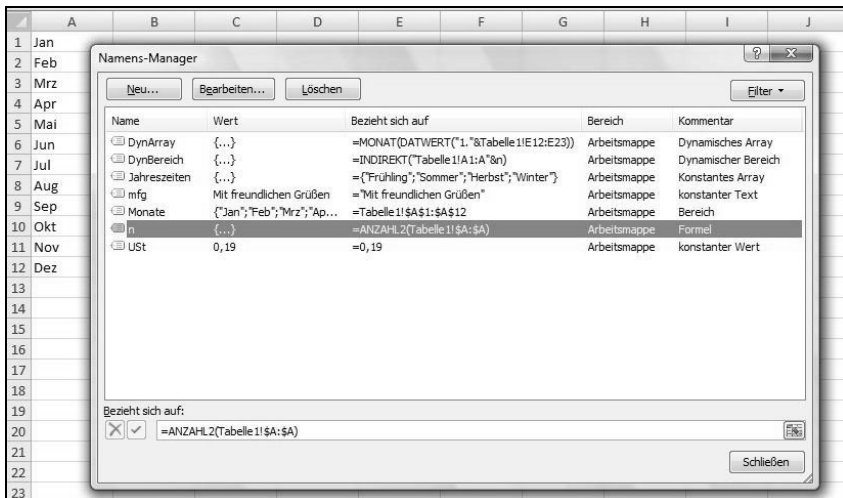 A B C D E F G H I J
1 Jan
2 Feb
3 Mrz
4 Apr
5 Mai
6 Jun
7 Jul
8 Aug
9 Sep
10 Okt
11 Nov
12 Dez
13
14
15
16
17
18
19
20
21
22
23
Namens-Manager
Neu... Bearbeiten... Löschen Filter
Name Wert Bezieht sich auf Bereich Kommentar
DynArray {...} =MONAT(DATWERT("1."&Tabelle1!E12:E23)) Arbeitsmappe Dynamisches Array
DynBereich {...} =INDIREKT("Tabelle1!A1:A"&n) Arbeitsmappe Dynamischer Bereich
Jahreszeiten {...} ={"Frühling";"Sommer";"Herbst";"Winter"} Arbeitsmappe Konstantes Array
mfg Mit freundlichen Grüßen ="Mit freundlichen Grüßen" Arbeitsmappe konstanter Text
Monate {"Jan";"Feb";"Mrz";"Ap... =Tabelle1!$A$1:$A$12 Arbeitsmappe Bereich
n {...} =ANZAHL2(Tabelle1!$A:$A) Arbeitsmappe Formel
USt 0,19 =0,19 Arbeitsmappe konstanter Wert
Bezieht sich auf:
=ANZAHL2(Tabelle1!$A:$A)
Schließen